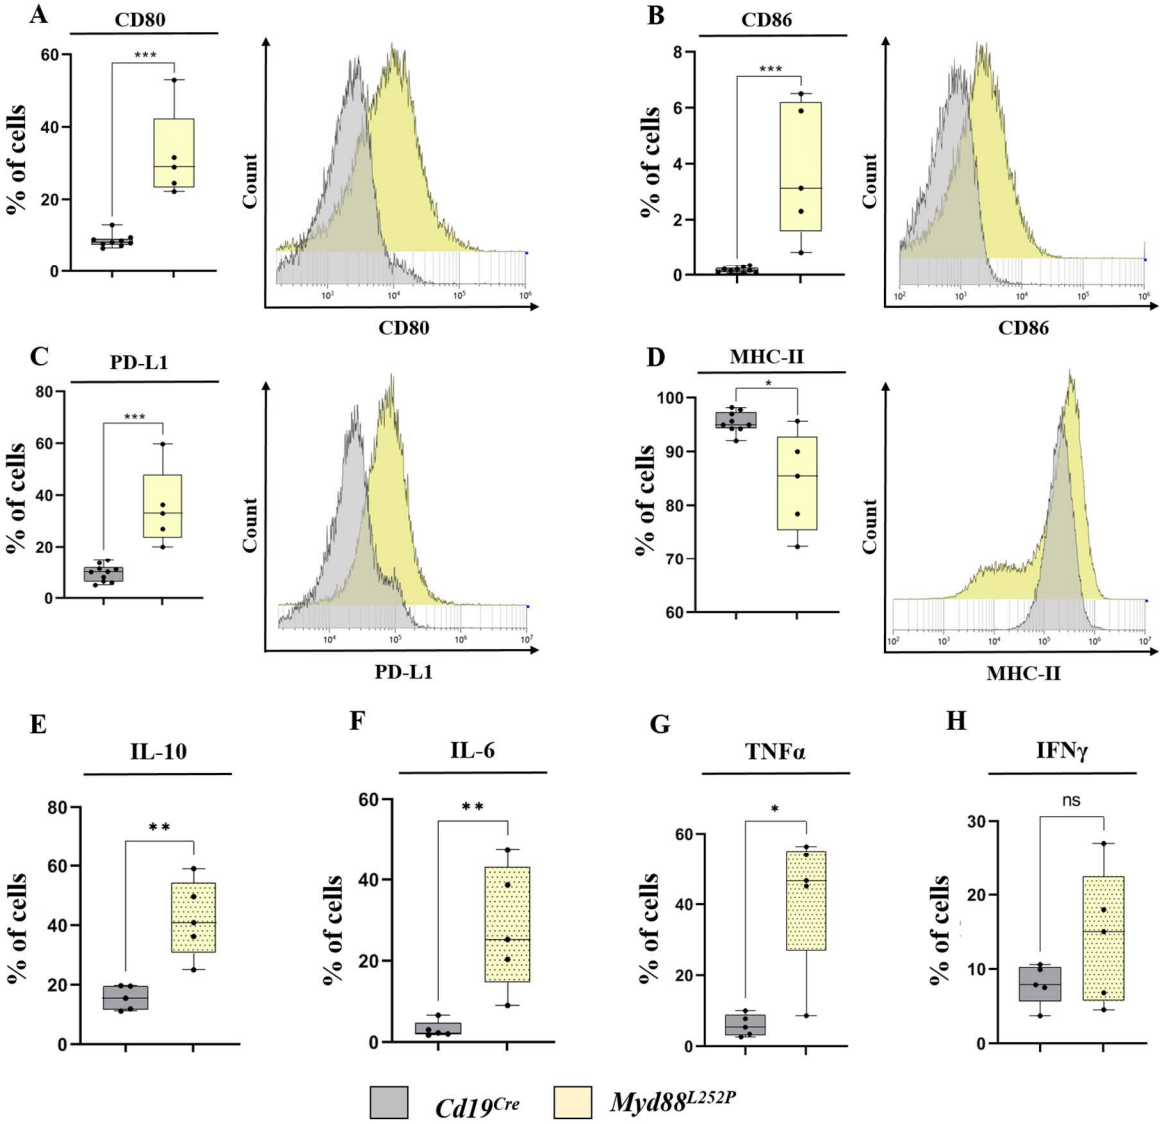 A
CD80
% of cells
60
40
20
0
***
Count
10³ 10⁴ 10⁵ 10⁶
CD80
B
CD86
% of cells
8
6
4
2
0
***
Count
10² 10³ 10⁴ 10⁵ 10⁶
CD86
C
PD-L1
% of cells
80
60
40
20
0
***
Count
10⁴ 10⁵ 10⁶ 10⁷
PD-L1
D
MHC-II
% of cells
100
90
80
70
60
*
Count
10² 10³ 10⁴ 10⁵ 10⁶ 10⁷
MHC-II
E
IL-10
% of cells
80
60
40
20
0
**
F
IL-6
% of cells
60
40
20
0
**
G
TNFα
% of cells
60
40
20
0
*
H
IFNγ
% of cells
30
20
10
0
ns
Cd19Cre Myd88L252P